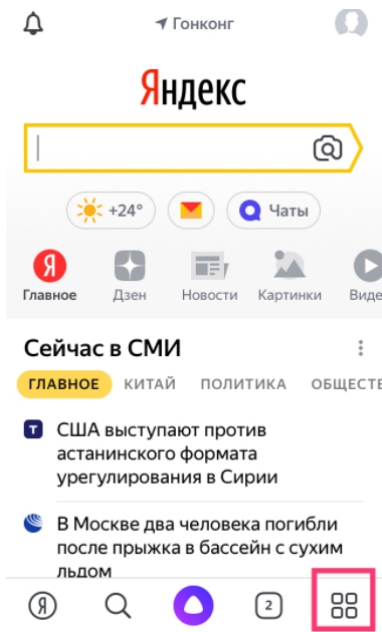 Гонконг
Яндекс
+24°
Чаты
Главное
Дзен
Новости
Картинки
Виде
Сейчас в СМИ
ГЛАВНОЕ КИТАЙ ПОЛИТИКА ОБЩЕСТВ
Т
США выступают против
астанинского формата
урегулирования в Сирии
В Москве два человека погибли
после прыжка в бассейн с сухим
льдом
Я
2